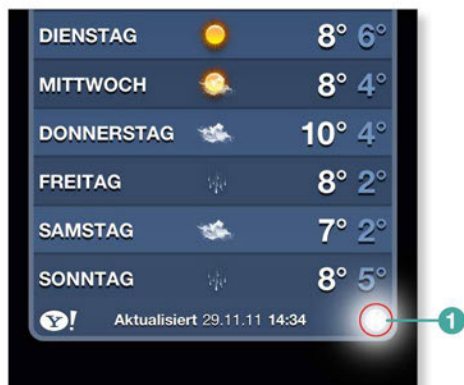 DIENSTAG 8° 6°
MITTWOCH 8° 4°
DONNERSTAG 10° 4°
FREITAG 8° 2°
SAMSTAG 7° 2°
SONNTAG 8° 5°
Y! Aktualisiert 29.11.11 14:34
1